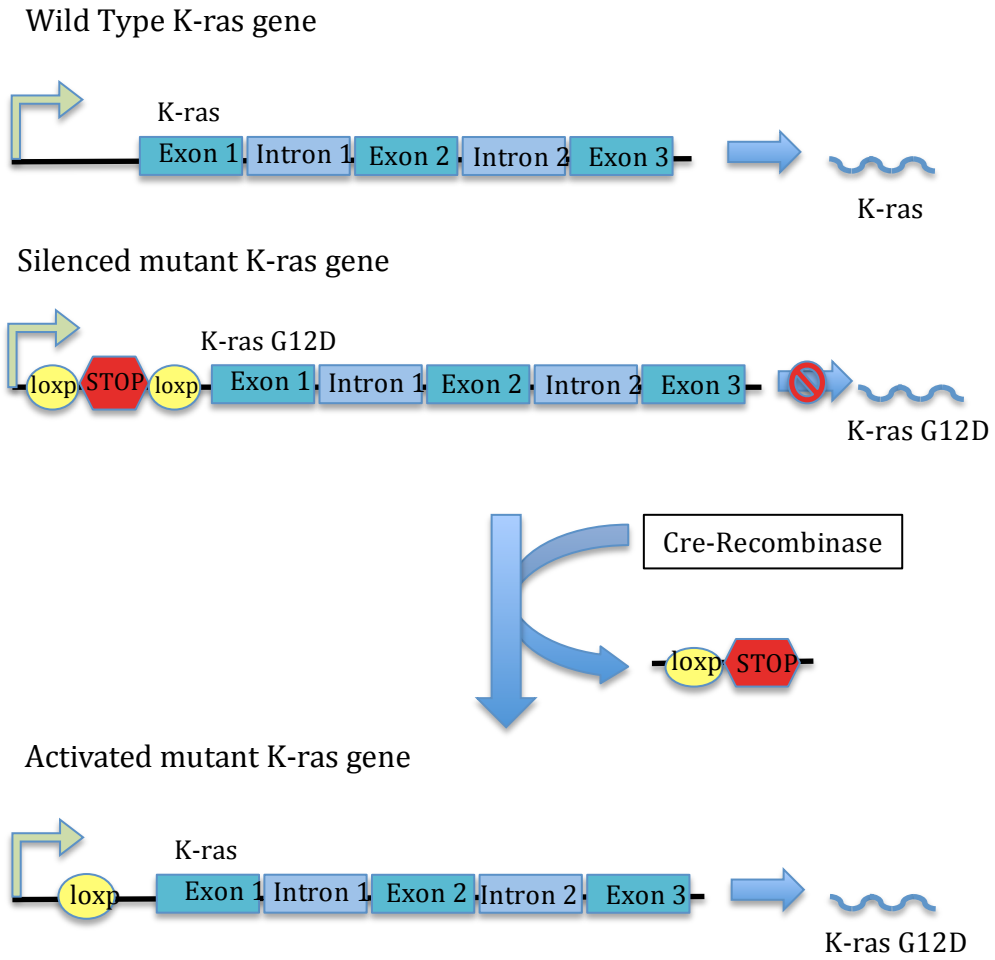 Wild Type K-ras gene
K-ras
Exon 1 Intron 1 Exon 2 Intron 2 Exon 3
K-ras
Silenced mutant K-ras gene
K-ras G12D
loxp STOP loxp Exon 1 Intron 1 Exon 2 Intron 2 Exon 3
K-ras G12D
Cre-Recombinase
loxp STOP
Activated mutant K-ras gene
K-ras
loxp Exon 1 Intron 1 Exon 2 Intron 2 Exon 3
K-ras G12D